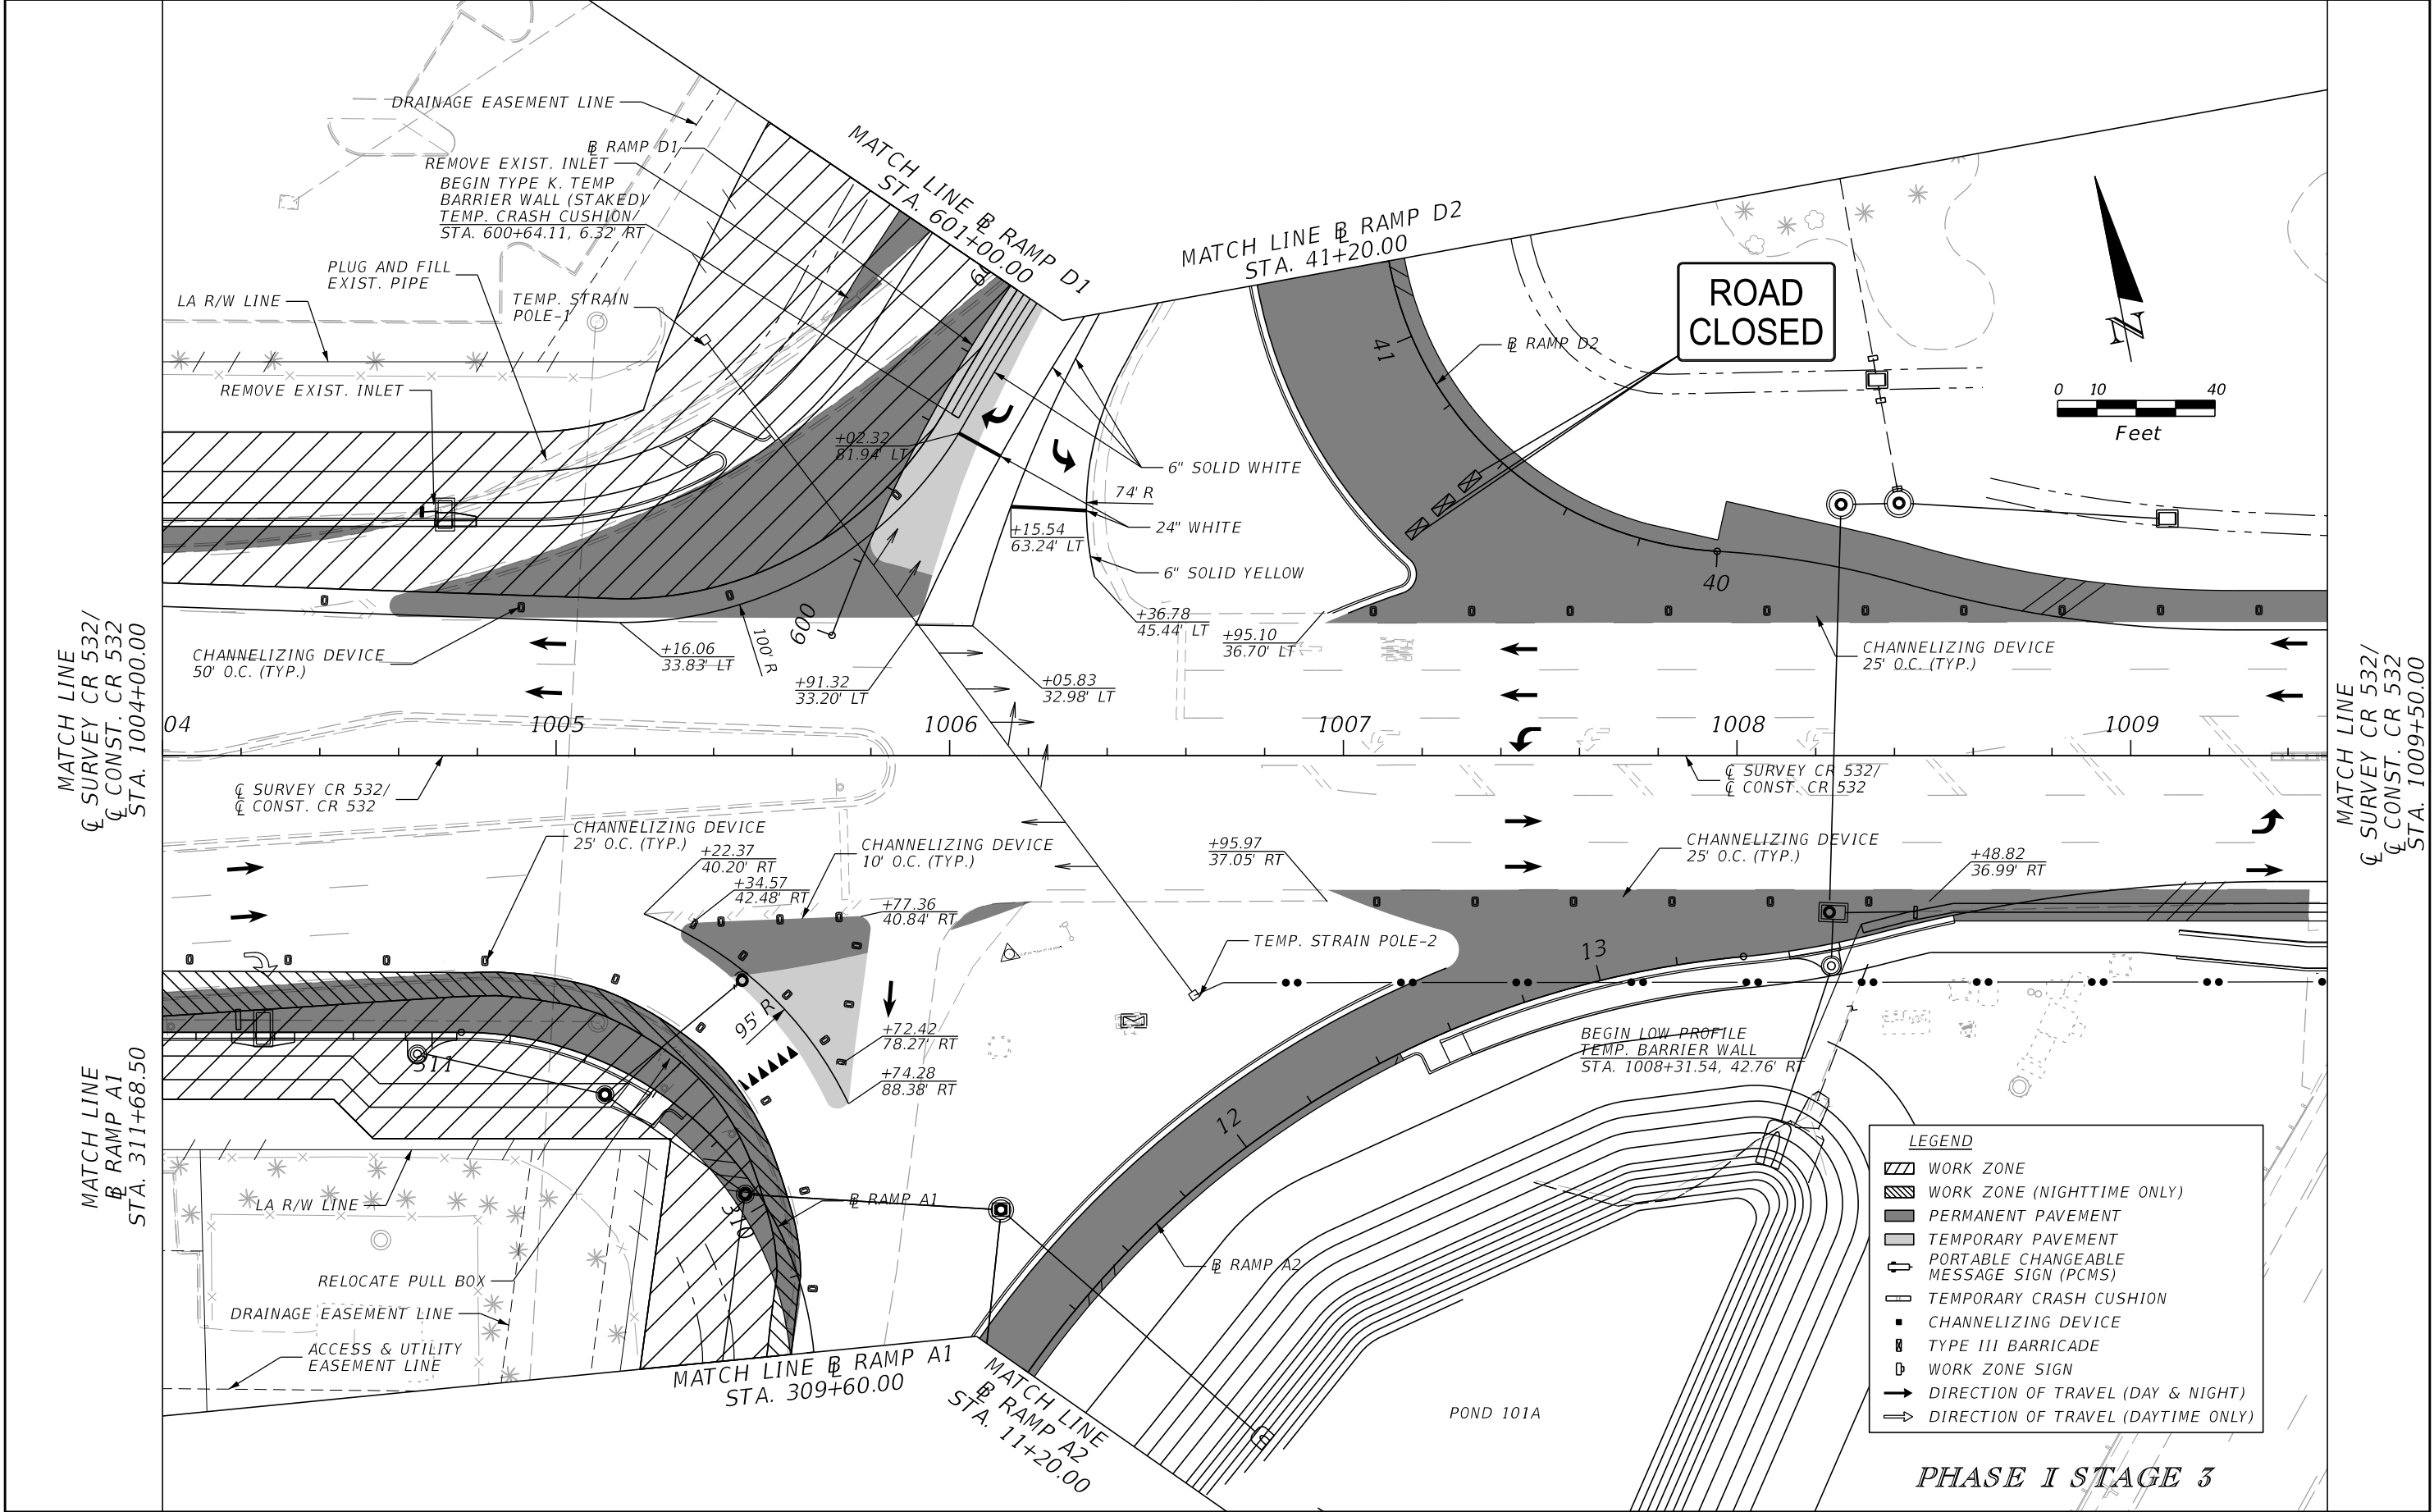 DRAINAGE EASEMENT LINE
℄ RAMP D1
REMOVE EXIST. INLET
BEGIN TYPE K. TEMP
BARRIER WALL (STAKED)/
TEMP. CRASH CUSHION/
STA. 600+64.11, 6.32' RT
PLUG AND FILL
EXIST. PIPE
LA R/W LINE
TEMP. STRAIN
POLE-1
REMOVE EXIST. INLET
MATCH LINE ℄ RAMP D1
STA. 601+00.00
MATCH LINE ℄ RAMP D2
STA. 41+20.00
ROAD
CLOSED
41
℄ RAMP D2
N
0 10 40
Feet
+02.32
81.94' LT
6" SOLID WHITE
74' R
24" WHITE
+15.54
63.24' LT
6" SOLID YELLOW
+36.78
45.44' LT
+95.10
36.70' LT
40
600
100' R
+16.06
33.83' LT
+91.32
33.20' LT
+05.83
32.98' LT
CHANNELIZING DEVICE
50' O.C. (TYP.)
CHANNELIZING DEVICE
25' O.C. (TYP.)
MATCH LINE
℄ SURVEY CR 532/
℄ CONST. CR 532
STA. 1004+00.00
04 1005 1006 1007 1008 1009
MATCH LINE
℄ SURVEY CR 532/
℄ CONST. CR 532
STA. 1009+50.00
℄ SURVEY CR 532/
℄ CONST. CR 532
℄ SURVEY CR 532/
℄ CONST. CR 532
CHANNELIZING DEVICE
25' O.C. (TYP.)
+22.37
40.20' RT
+34.57
42.48' RT
CHANNELIZING DEVICE
10' O.C. (TYP.)
+77.36
40.84' RT
+95.97
37.05' RT
CHANNELIZING DEVICE
25' O.C. (TYP.)
+48.82
36.99' RT
TEMP. STRAIN POLE-2
13
95' R
+72.42
78.27' RT
+74.28
88.38' RT
BEGIN LOW PROFILE
TEMP. BARRIER WALL
STA. 1008+31.54, 42.76' RT
MATCH LINE
℄ RAMP A1
STA. 311+68.50
311
12
310
LA R/W LINE
℄ RAMP A1
RELOCATE PULL BOX
℄ RAMP A2
DRAINAGE EASEMENT LINE
ACCESS & UTILITY
EASEMENT LINE
MATCH LINE ℄ RAMP A1
STA. 309+60.00
MATCH LINE
℄ RAMP A2
STA. 11+20.00
POND 101A
LEGEND
WORK ZONE
WORK ZONE (NIGHTTIME ONLY)
PERMANENT PAVEMENT
TEMPORARY PAVEMENT
PORTABLE CHANGEABLE
MESSAGE SIGN (PCMS)
TEMPORARY CRASH CUSHION
CHANNELIZING DEVICE
TYPE III BARRICADE
WORK ZONE SIGN
DIRECTION OF TRAVEL (DAY & NIGHT)
DIRECTION OF TRAVEL (DAYTIME ONLY)
PHASE I STAGE 3